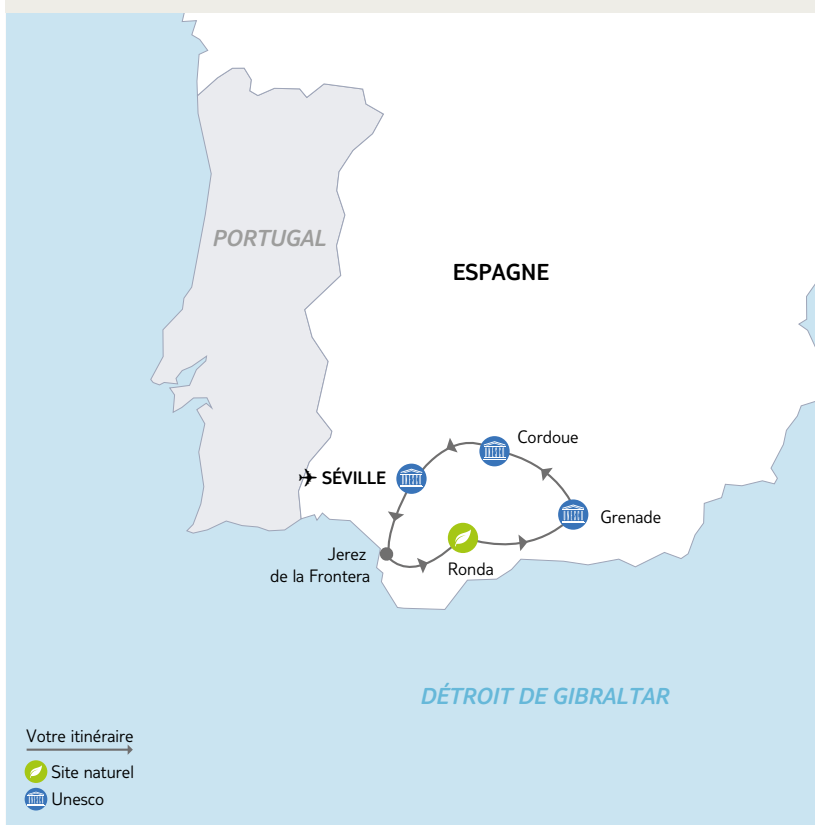 PORTUGAL
ESPAGNE
Cordoue
SÉVILLE
Grenade
Jerez
de la Frontera
Ronda
DÉTROIT DE GIBRALTAR
Votre itinéraire
Site naturel
Unesco